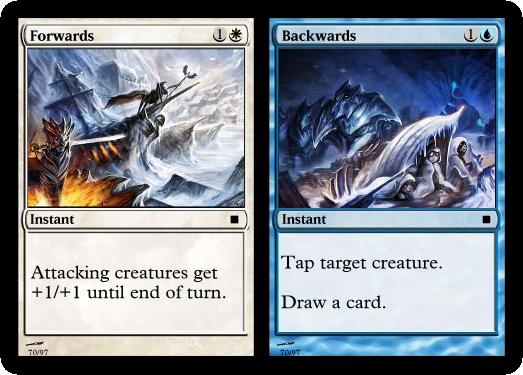 Forwards 1
Instant
Attacking creatures get
+1/+1 until end of turn.
70/97
Backwards 1
Instant
Tap target creature.
Draw a card.
70/97